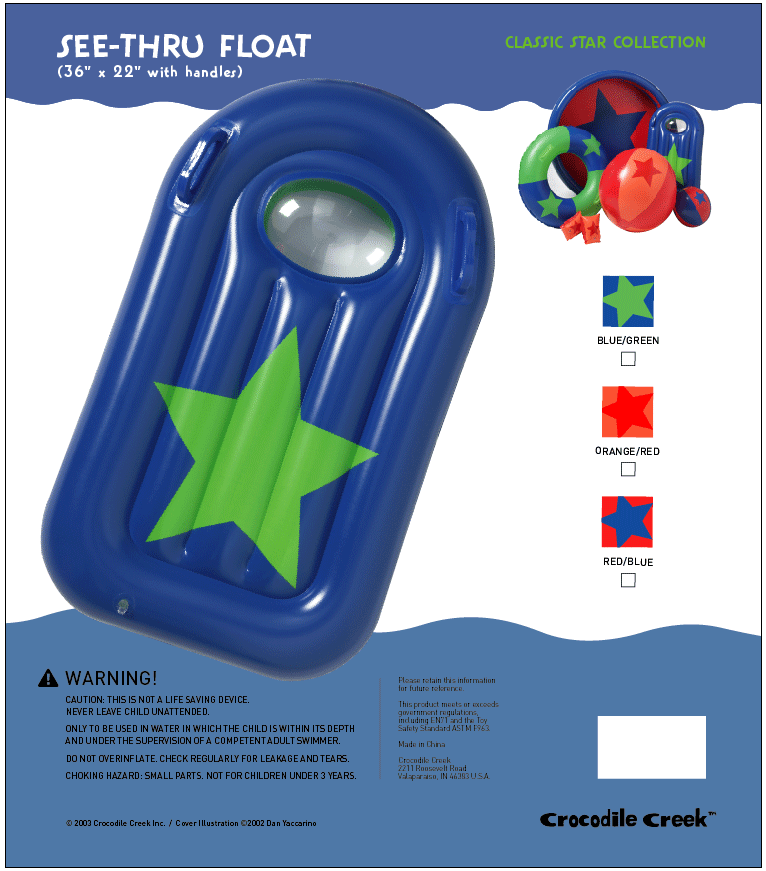 SEE-THRU FLOAT
(36" x 22" with handles)
CLASSIC STAR COLLECTION
BLUE/GREEN
ORANGE/RED
RED/BLUE
WARNING!
CAUTION: THIS IS NOT A LIFE SAVING DEVICE.
NEVER LEAVE CHILD UNATTENDED.
ONLY TO BE USED IN WATER IN WHICH THE CHILD IS WITHIN ITS DEPTH
AND UNDER THE SUPERVISION OF A COMPETENT ADULT SWIMMER.
DO NOT OVERINFLATE. CHECK REGULARLY FOR LEAKAGE AND TEARS.
CHOKING HAZARD: SMALL PARTS. NOT FOR CHILDREN UNDER 3 YEARS.
© 2003 Crocodile Creek Inc. / Cover Illustration ©2002 Dan Yaccarino
Please retain this information
for future reference.
This product meets or exceeds
government regulations,
including EN71 and the Toy
Safety Standard ASTM F963.
Made in China
Crocodile Creek
2211 Roosevelt Road
Valaparaiso, IN 46383 U.S.A.
Crocodile Creek™